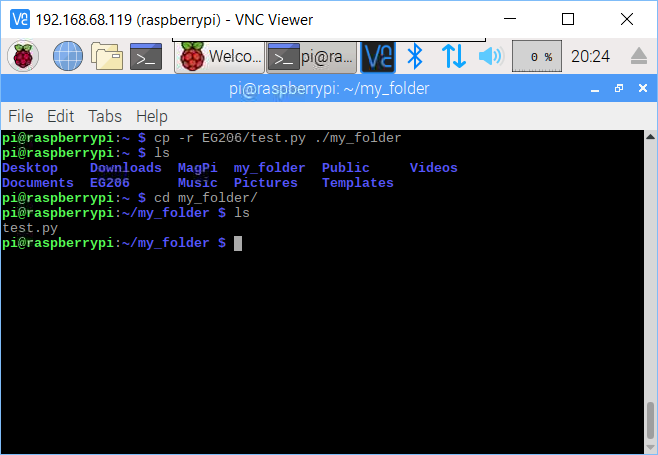 192.168.68.119 (raspberrypi) - VNC Viewer
Welco... pi@ra... 0 % 20:24
pi@raspberrypi: ~/my_folder
File Edit Tabs Help
pi@raspberrypi:~ $ cp -r EG206/test.py ./my_folder
pi@raspberrypi:~ $ ls
Desktop Downloads MagPi my_folder Public Videos
Documents EG206 Music Pictures Templates
pi@raspberrypi:~ $ cd my_folder/
pi@raspberrypi:~/my_folder $ ls
test.py
pi@raspberrypi:~/my_folder $